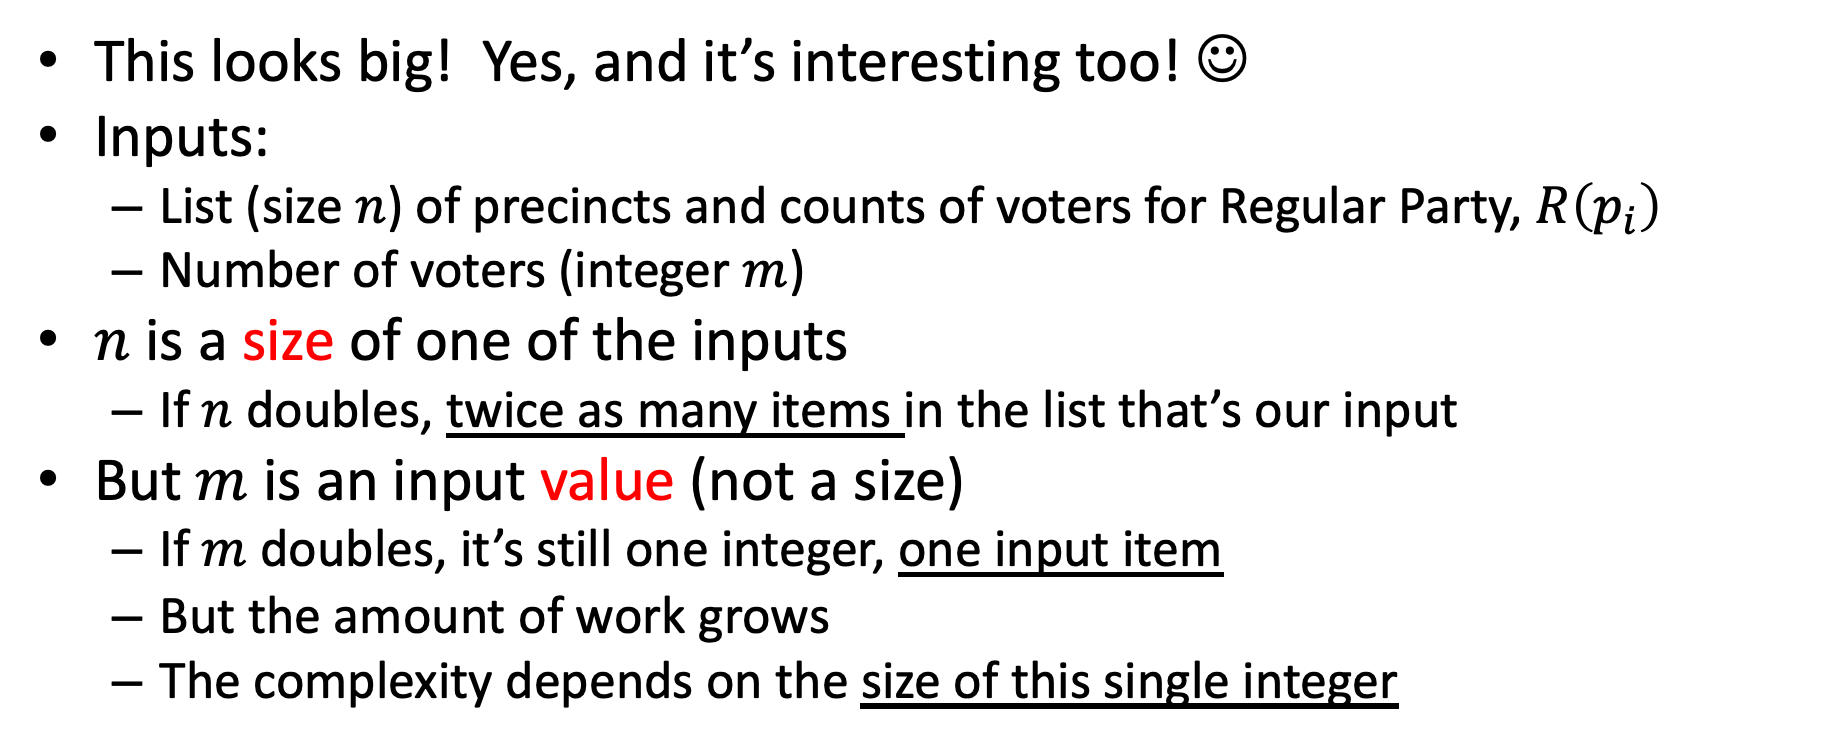 • This looks big!  Yes, and it’s interesting too! ☺
• Inputs:
– List (size n) of precincts and counts of voters for Regular Party, R(pᵢ)
– Number of voters (integer m)
• n is a size of one of the inputs
– If n doubles, twice as many items in the list that’s our input
• But m is an input value (not a size)
– If m doubles, it’s still one integer, one input item
– But the amount of work grows
– The complexity depends on the size of this single integer